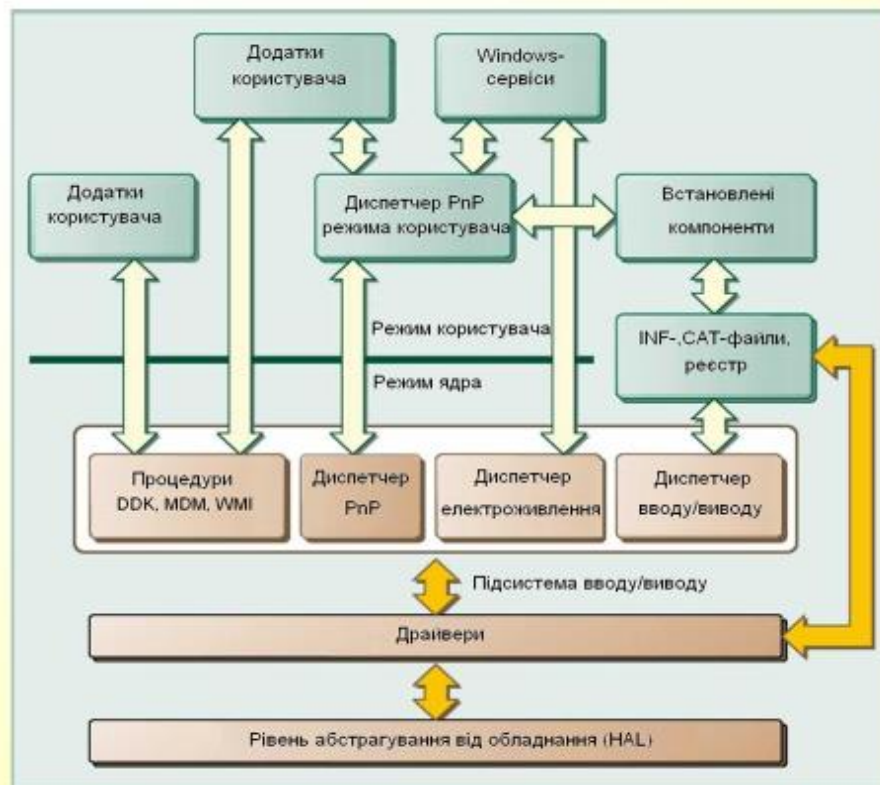 Додатки
користувача
Windows-
сервіси
Додатки
користувача
Диспетчер PnP
режима користувача
Встановлені
компоненти
Режим користувача
INF-,CAT-файли,
реєстр
Режим ядра
Процедури
DDK, MDM, WMI
Диспетчер
PnP
Диспетчер
електроживлення
Диспетчер
вводу/виводу
Підсистема вводу/виводу
Драйвери
Рівень абстрагування від обладнання (HAL)